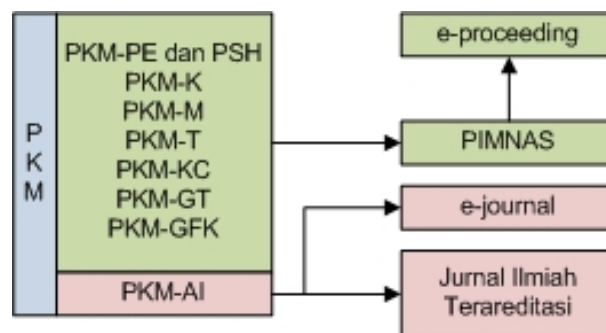 P
K
M
PKM-PE dan PSH
PKM-K
PKM-M
PKM-T
PKM-KC
PKM-GT
PKM-GFK
PKM-AI
e-proceeding
PIMNAS
e-journal
Jurnal Ilmiah
Terareditasi